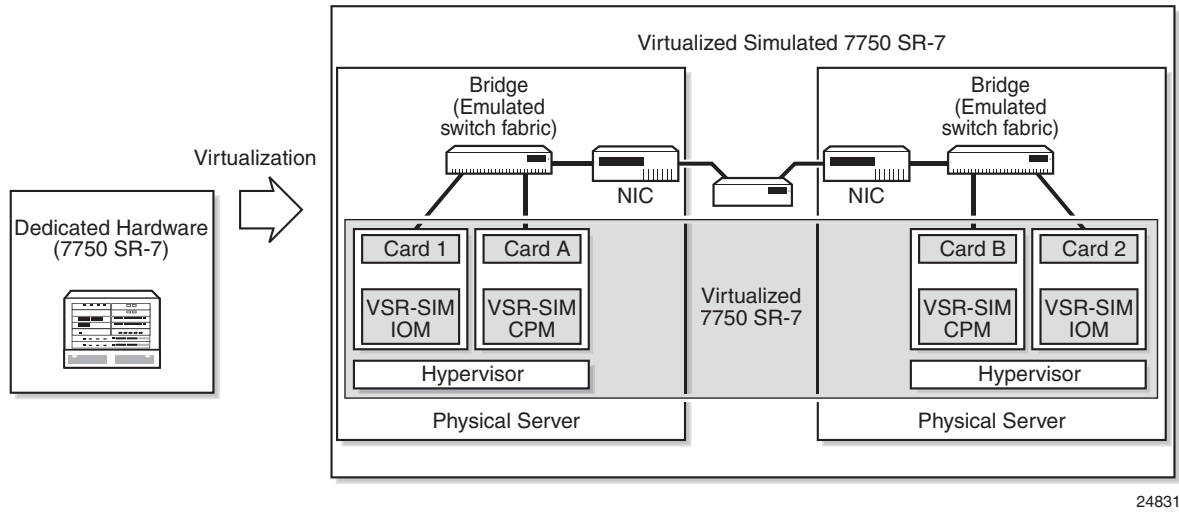 Virtualized Simulated 7750 SR-7
Bridge
(Emulated
switch fabric)
NIC
Bridge
(Emulated
switch fabric)
NIC
Virtualization
Dedicated Hardware
(7750 SR-7)
Card 1
VSR-SIM
IOM
Card A
VSR-SIM
CPM
Hypervisor
Physical Server
Virtualized
7750 SR-7
Card B
VSR-SIM
CPM
Card 2
VSR-SIM
IOM
Hypervisor
Physical Server
24831